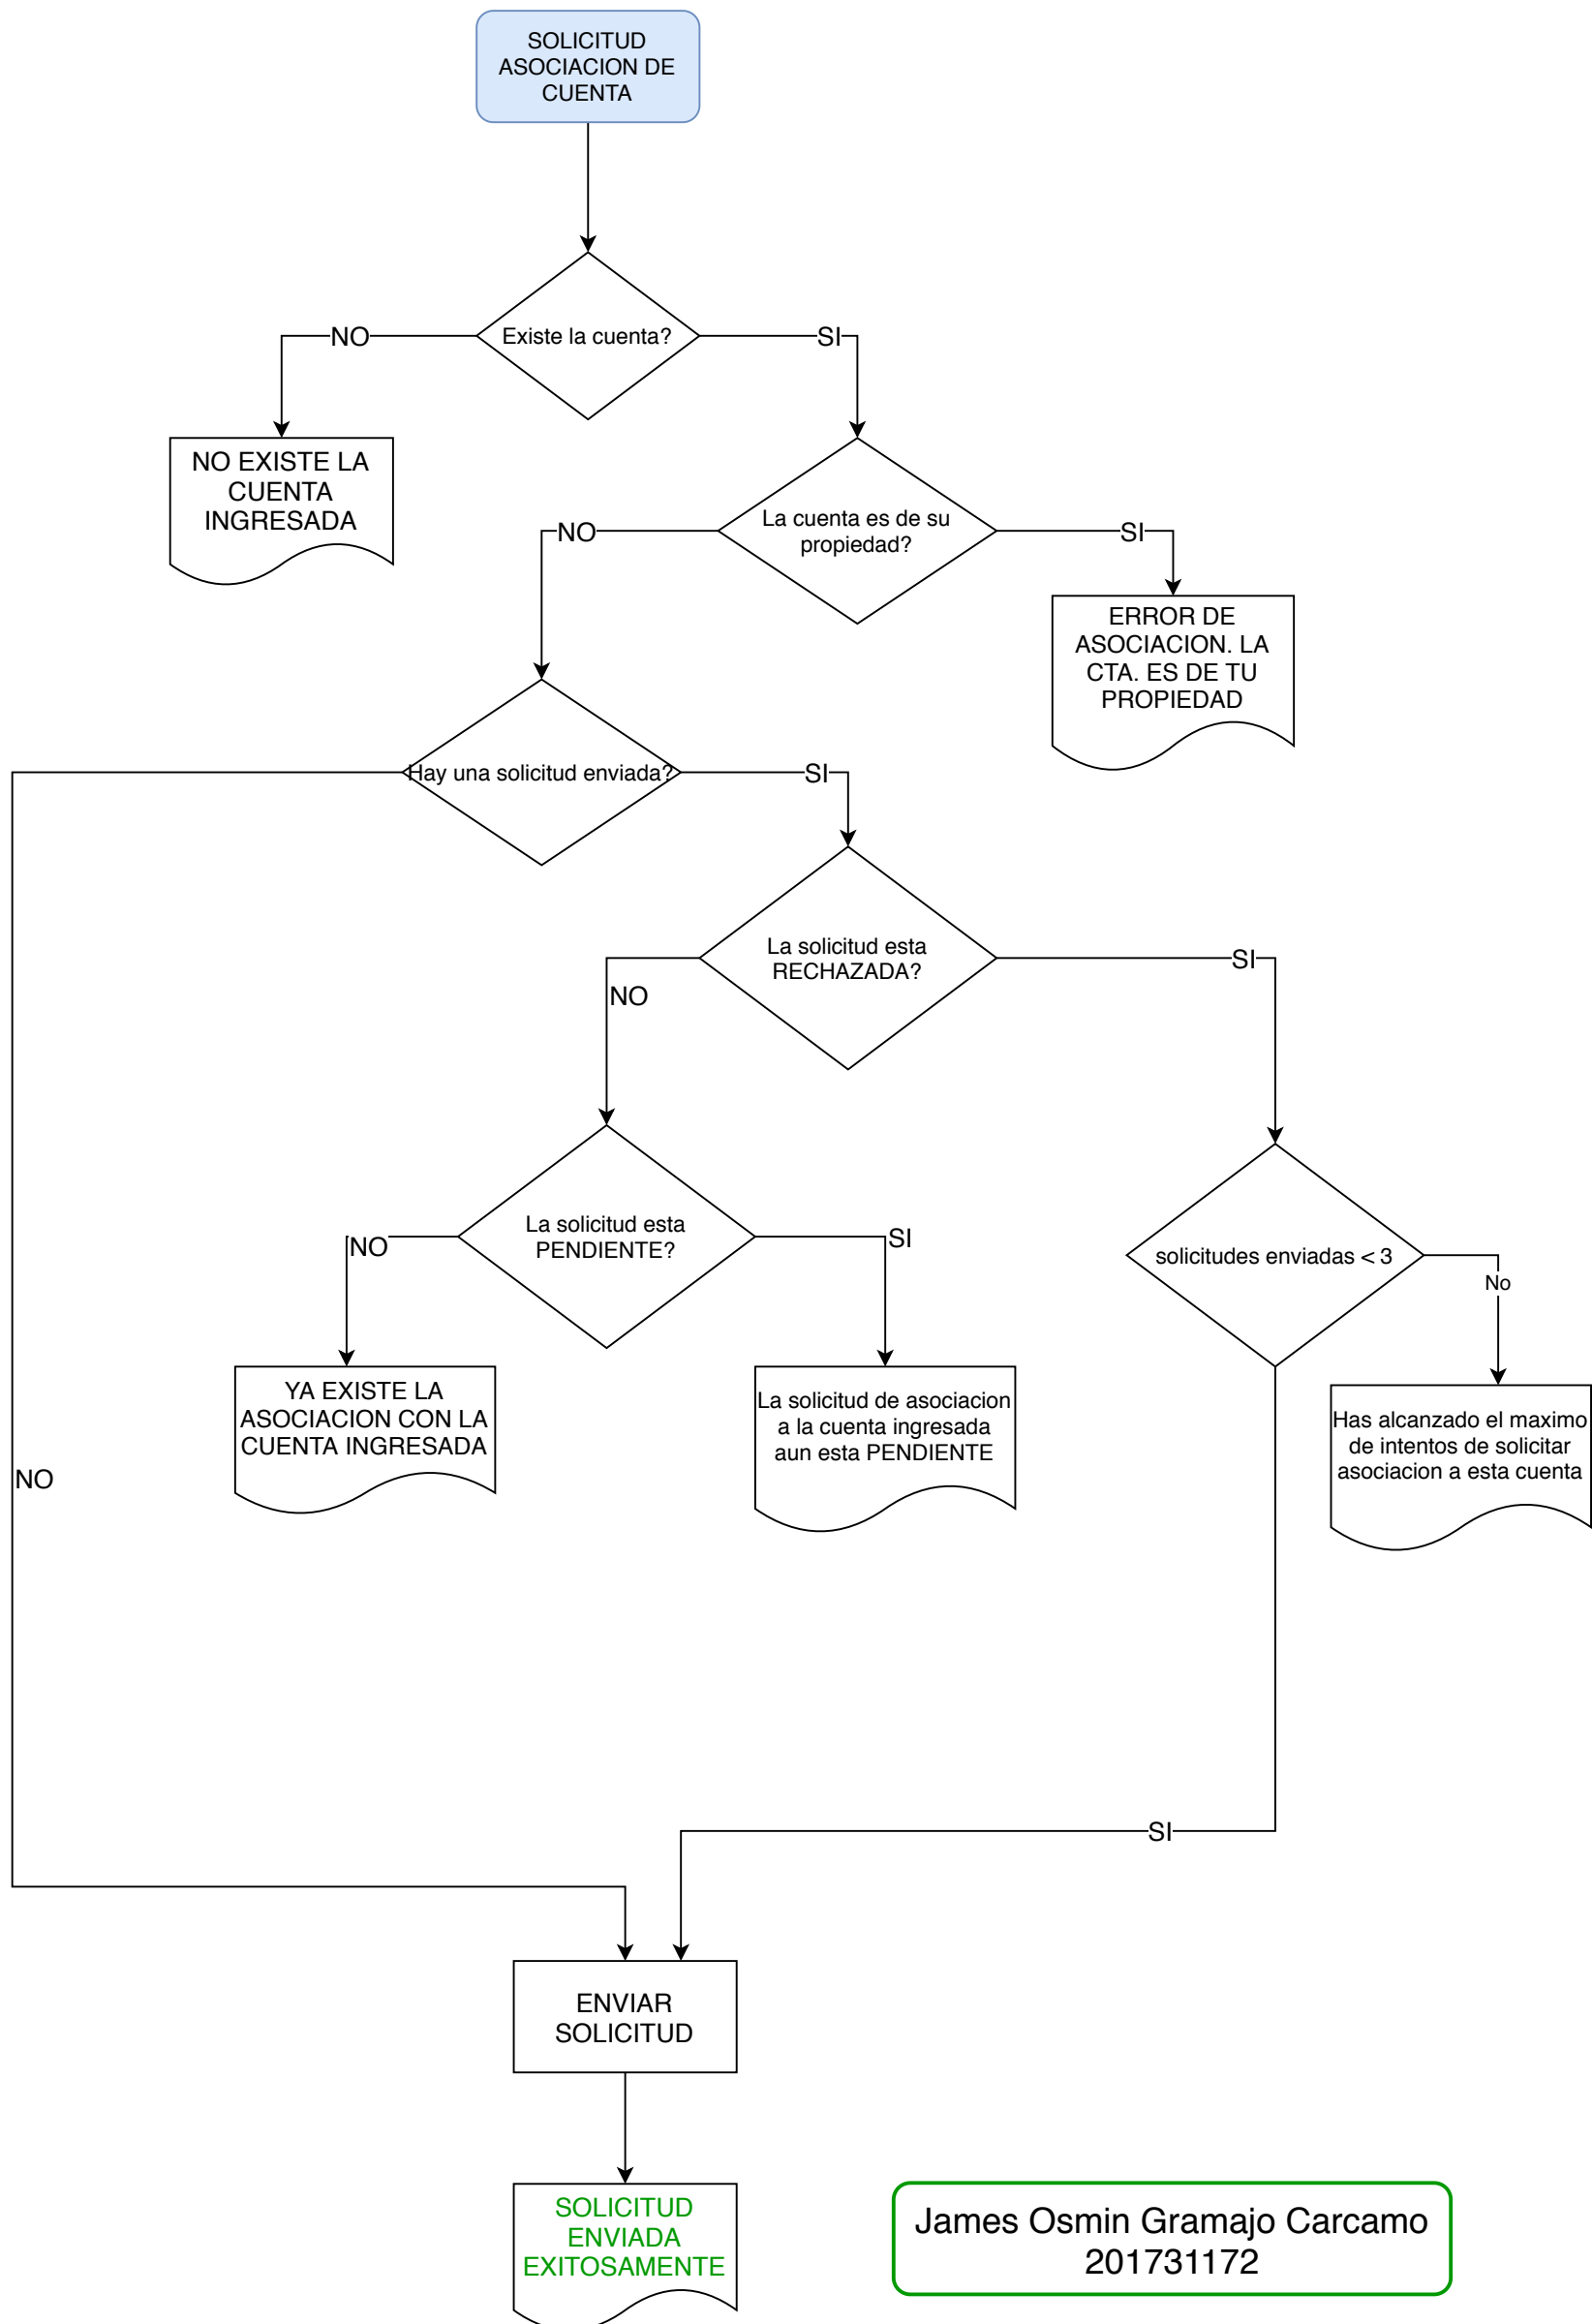 SOLICITUD
ASOCIACION DE
CUENTA
Existe la cuenta?
NO
SI
NO EXISTE LA
CUENTA
INGRESADA
La cuenta es de su
propiedad?
NO
SI
ERROR DE
ASOCIACION. LA
CTA. ES DE TU
PROPIEDAD
Hay una solicitud enviada?
SI
La solicitud esta
RECHAZADA?
NO
SI
La solicitud esta
PENDIENTE?
NO
SI
solicitudes enviadas < 3
No
YA EXISTE LA
ASOCIACION CON LA
CUENTA INGRESADA
La solicitud de asociacion
a la cuenta ingresada
aun esta PENDIENTE
Has alcanzado el maximo
de intentos de solicitar
asociacion a esta cuenta
NO
SI
ENVIAR
SOLICITUD
SOLICITUD
ENVIADA
EXITOSAMENTE
James Osmin Gramajo Carcamo
201731172